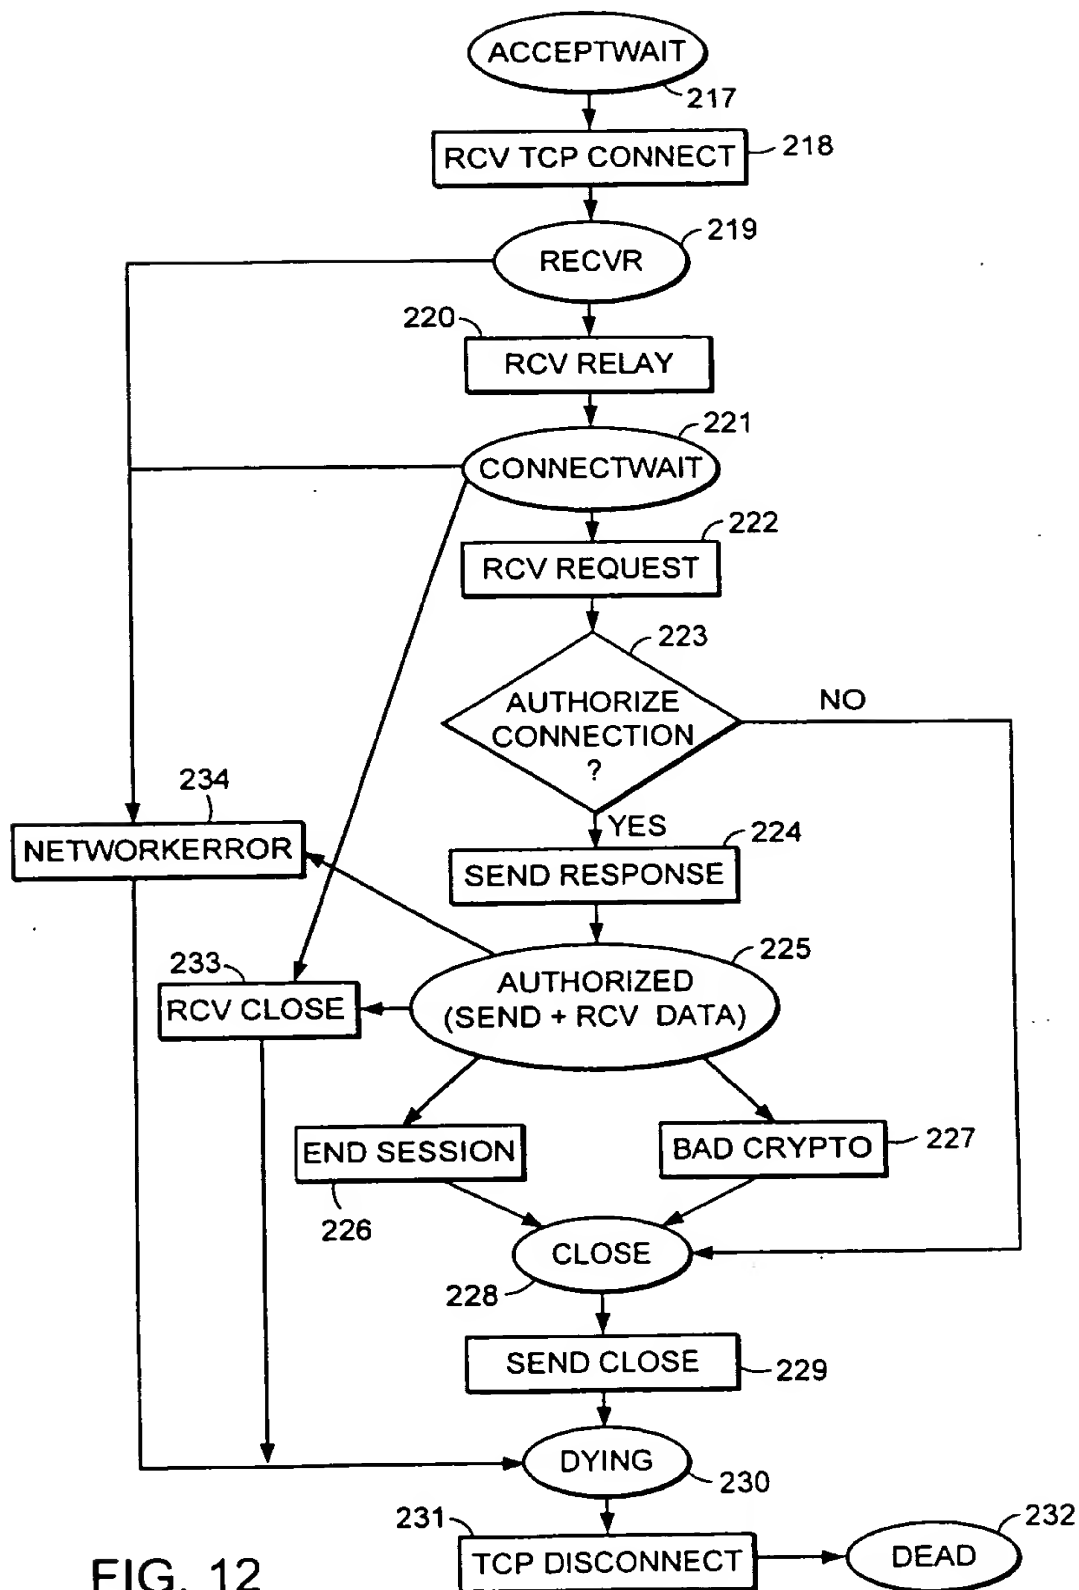 ACCEPTWAIT
217
RCV TCP CONNECT
218
RECVR
219
220
RCV RELAY
221
CONNECTWAIT
222
RCV REQUEST
223
AUTHORIZE
CONNECTION
?
NO
YES
234
NETWORKERROR
224
SEND RESPONSE
225
AUTHORIZED
(SEND + RCV DATA)
233
RCV CLOSE
END SESSION
226
BAD CRYPTO
227
CLOSE
228
SEND CLOSE
229
DYING
230
231
TCP DISCONNECT
232
DEAD
FIG. 12